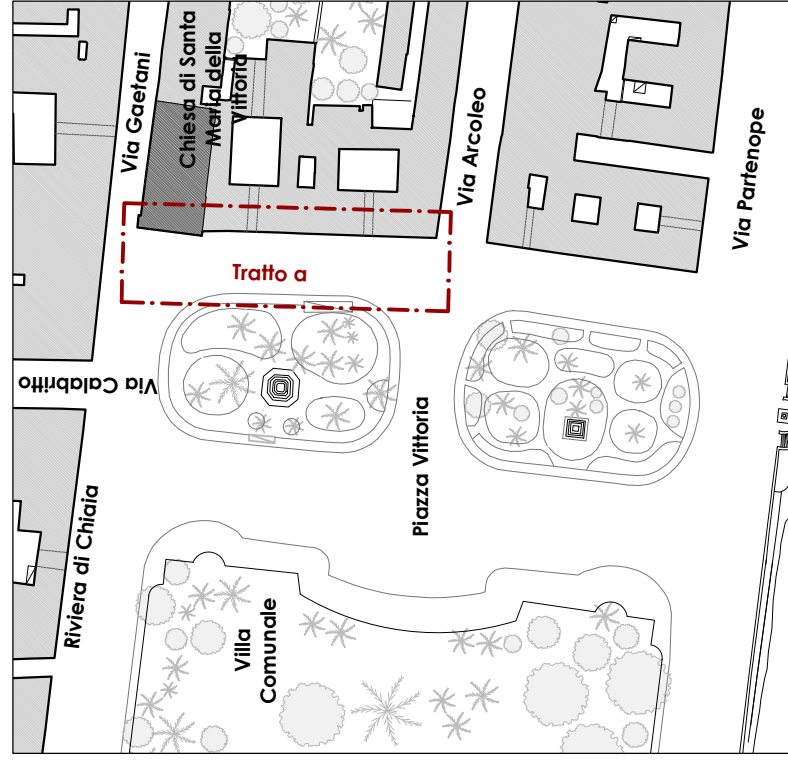 Via Gaetani
Chiesa di Santa
Maria della
Vittoria
Via Arcoleo
Via Partenope
Tratto a
Via Calabritto
Piazza Vittoria
Riviera di Chiaia
Villa
Comunale